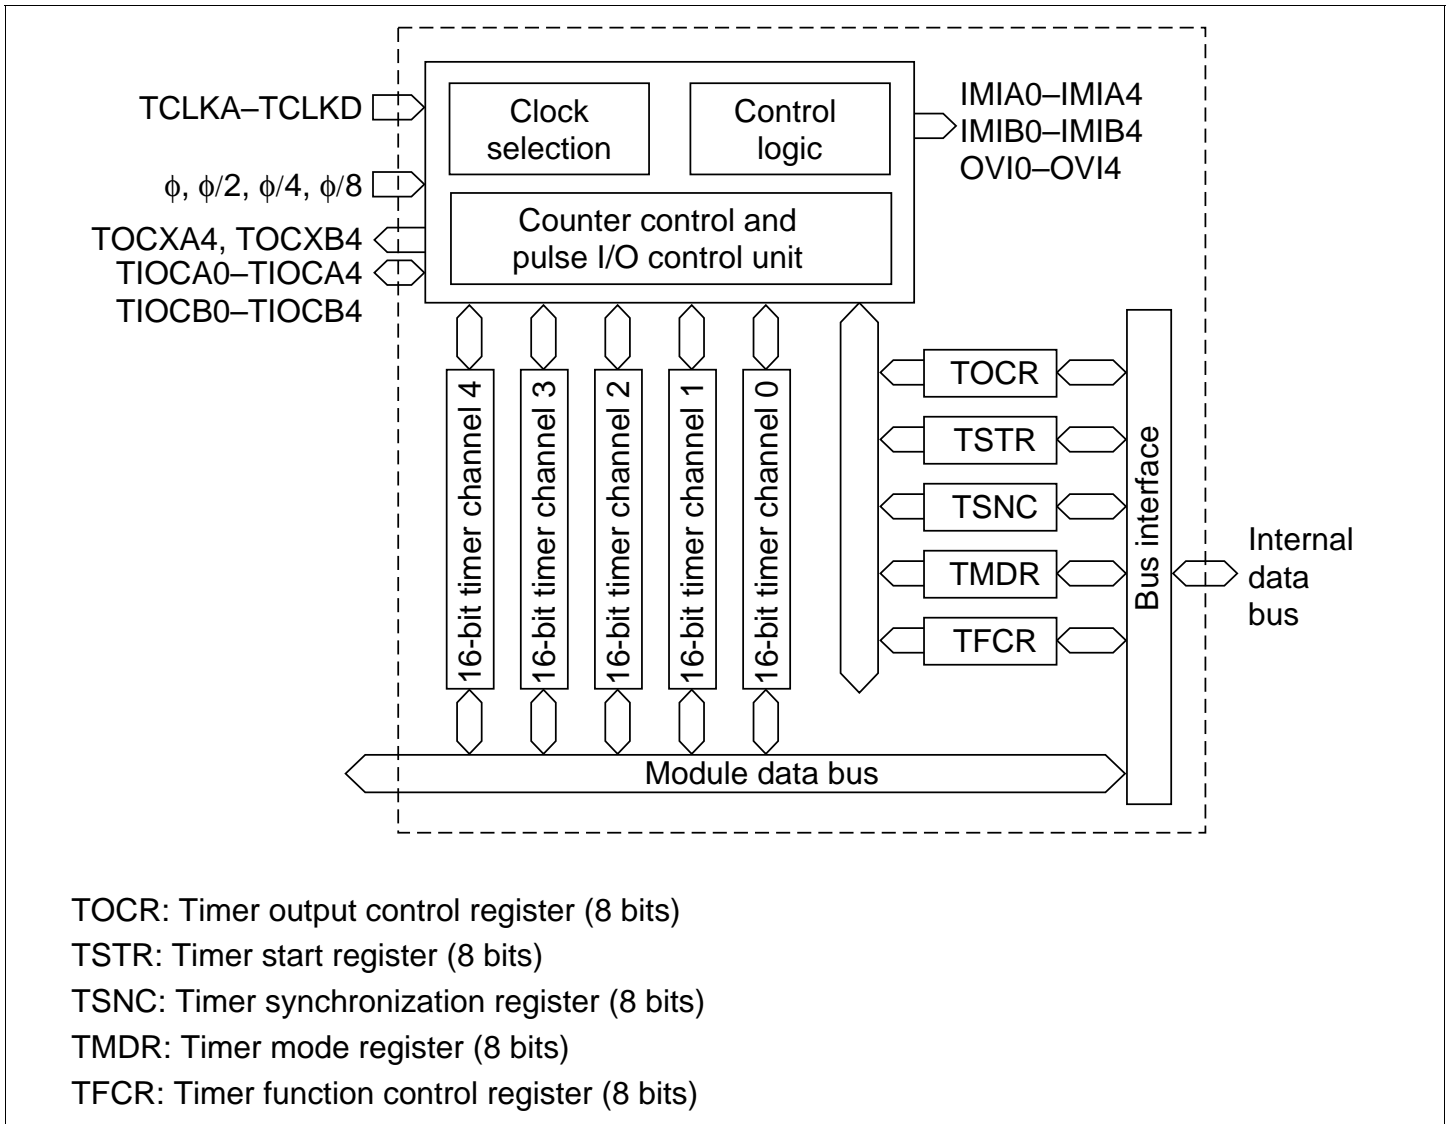 TCLKA–TCLKD
ϕ, ϕ/2, ϕ/4, ϕ/8
TOCXA4, TOCXB4
TIOCA0–TIOCA4
TIOCB0–TIOCB4
Clock
selection
Control
logic
Counter control and
pulse I/O control unit
IMIA0–IMIA4
IMIB0–IMIB4
OVI0–OVI4
16-bit timer channel 4
16-bit timer channel 3
16-bit timer channel 2
16-bit timer channel 1
16-bit timer channel 0
TOCR
TSTR
TSNC
TMDR
TFCR
Bus interface
Internal
data
bus
Module data bus
TOCR: Timer output control register (8 bits)
TSTR: Timer start register (8 bits)
TSNC: Timer synchronization register (8 bits)
TMDR: Timer mode register (8 bits)
TFCR: Timer function control register (8 bits)